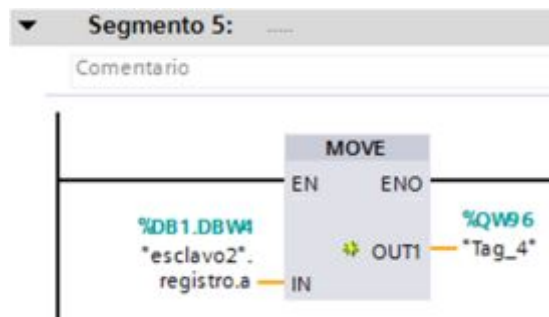 Segmento 5: .....
Comentario
MOVE
EN ENO
%DB1.DBW4
"esclavo2".
registro.a
IN
OUT1
%QW96
"Tag_4"